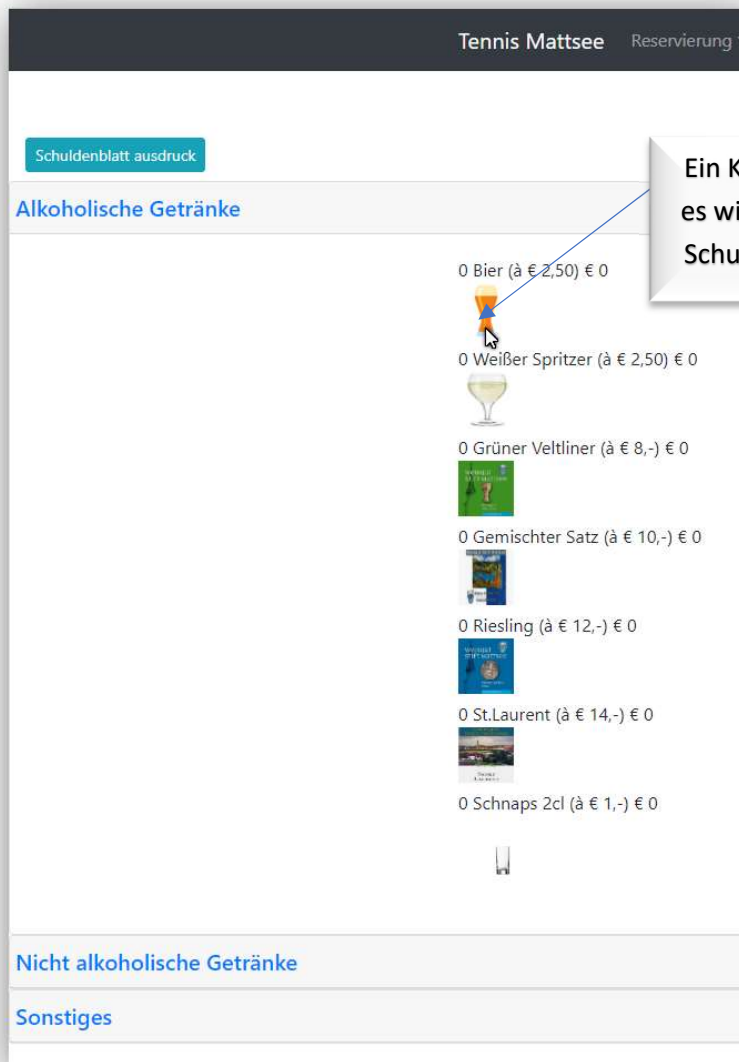 Tennis Mattsee Reservierung
Schuldenblatt ausdruck
Ein K
es wi
Schu
Alkoholische Getränke
0 Bier (à € 2,50) € 0
0 Weißer Spritzer (à € 2,50) € 0
0 Grüner Veltliner (à € 8,-) € 0
0 Gemischter Satz (à € 10,-) € 0
0 Riesling (à € 12,-) € 0
0 St.Laurent (à € 14,-) € 0
0 Schnaps 2cl (à € 1,-) € 0
Nicht alkoholische Getränke
Sonstiges